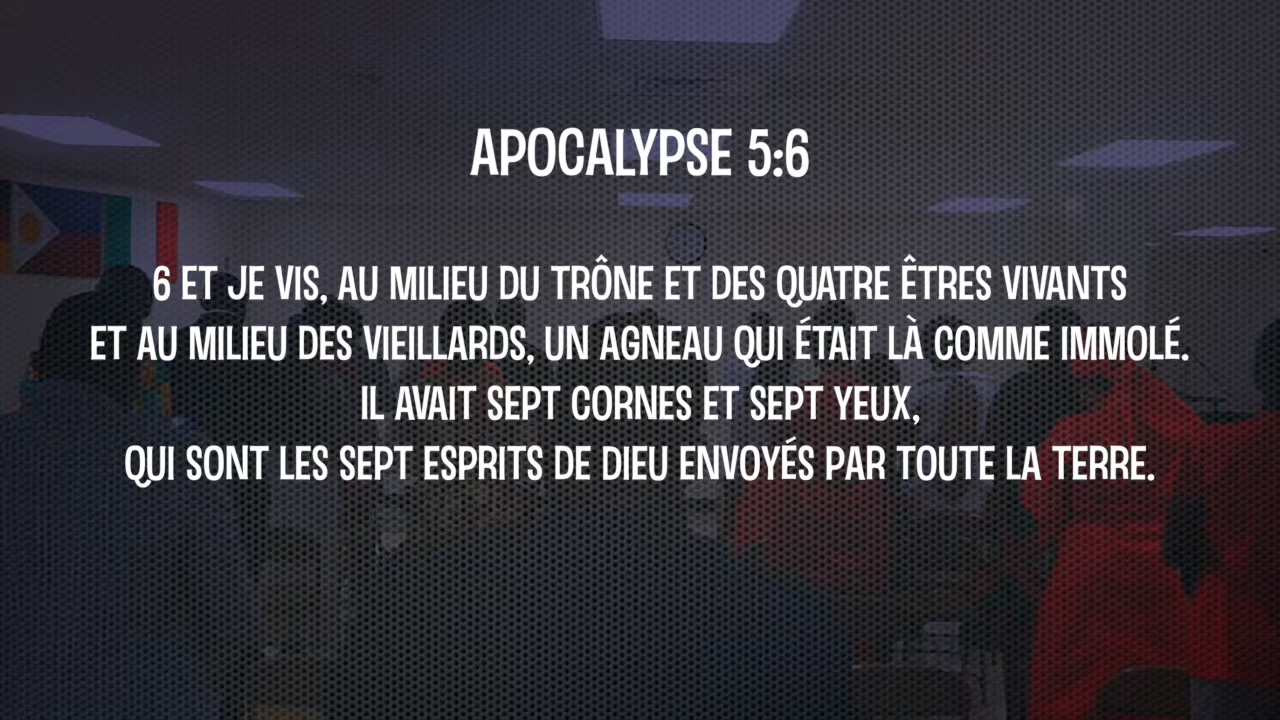 APOCALYPSE 5:6
6 ET JE VIS, AU MILIEU DU TRÔNE ET DES QUATRE ÊTRES VIVANTS
ET AU MILIEU DES VIEILLARDS, UN AGNEAU QUI ÉTAIT LÀ COMME IMMOLÉ.
IL AVAIT SEPT CORNES ET SEPT YEUX,
QUI SONT LES SEPT ESPRITS DE DIEU ENVOYÉS PAR TOUTE LA TERRE.